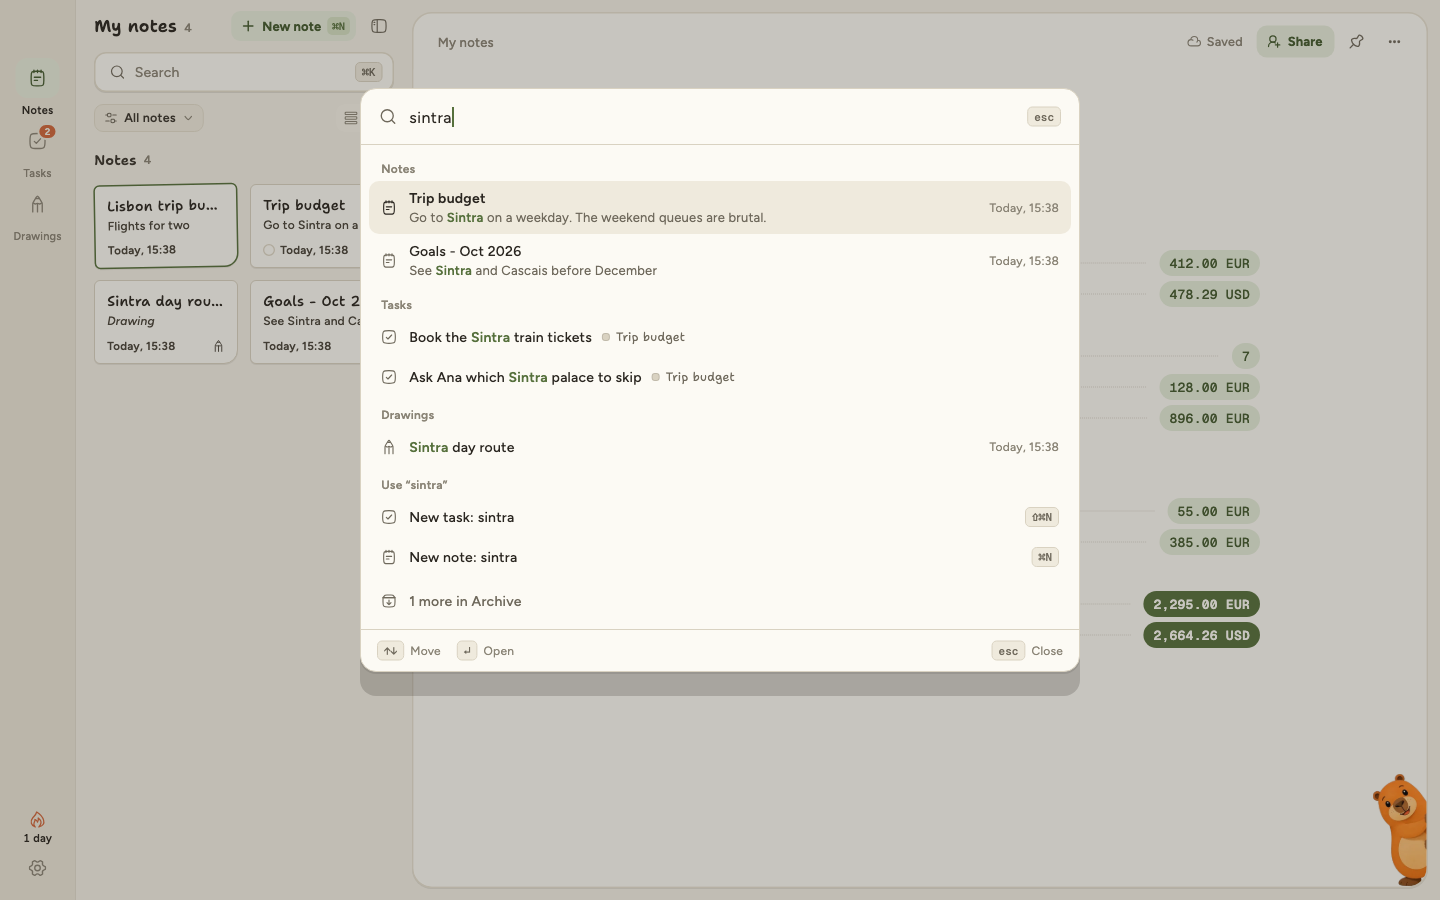 My notes 4
New note ⌘N
Search ⌘K
All notes
Notes
2
Tasks
Drawings
Notes 4
Lisbon trip bu...
Flights for two
Today, 15:38
Trip budget
Go to Sintra on a
Today, 15:38
Sintra day rou...
Drawing
Today, 15:38
Goals - Oct 2
See Sintra and Ca
Today, 15:38
1 day
My notes
Saved
Share
sintra
esc
Notes
Trip budget
Go to Sintra on a weekday. The weekend queues are brutal.
Today, 15:38
Goals - Oct 2026
See Sintra and Cascais before December
Today, 15:38
Tasks
Book the Sintra train tickets Trip budget
Ask Ana which Sintra palace to skip Trip budget
Drawings
Sintra day route
Today, 15:38
Use “sintra”
New task: sintra ⇧⌘N
New note: sintra ⌘N
1 more in Archive
↑↓ Move ↵ Open
esc Close
412.00 EUR
478.29 USD
7
128.00 EUR
896.00 EUR
55.00 EUR
385.00 EUR
2,295.00 EUR
2,664.26 USD